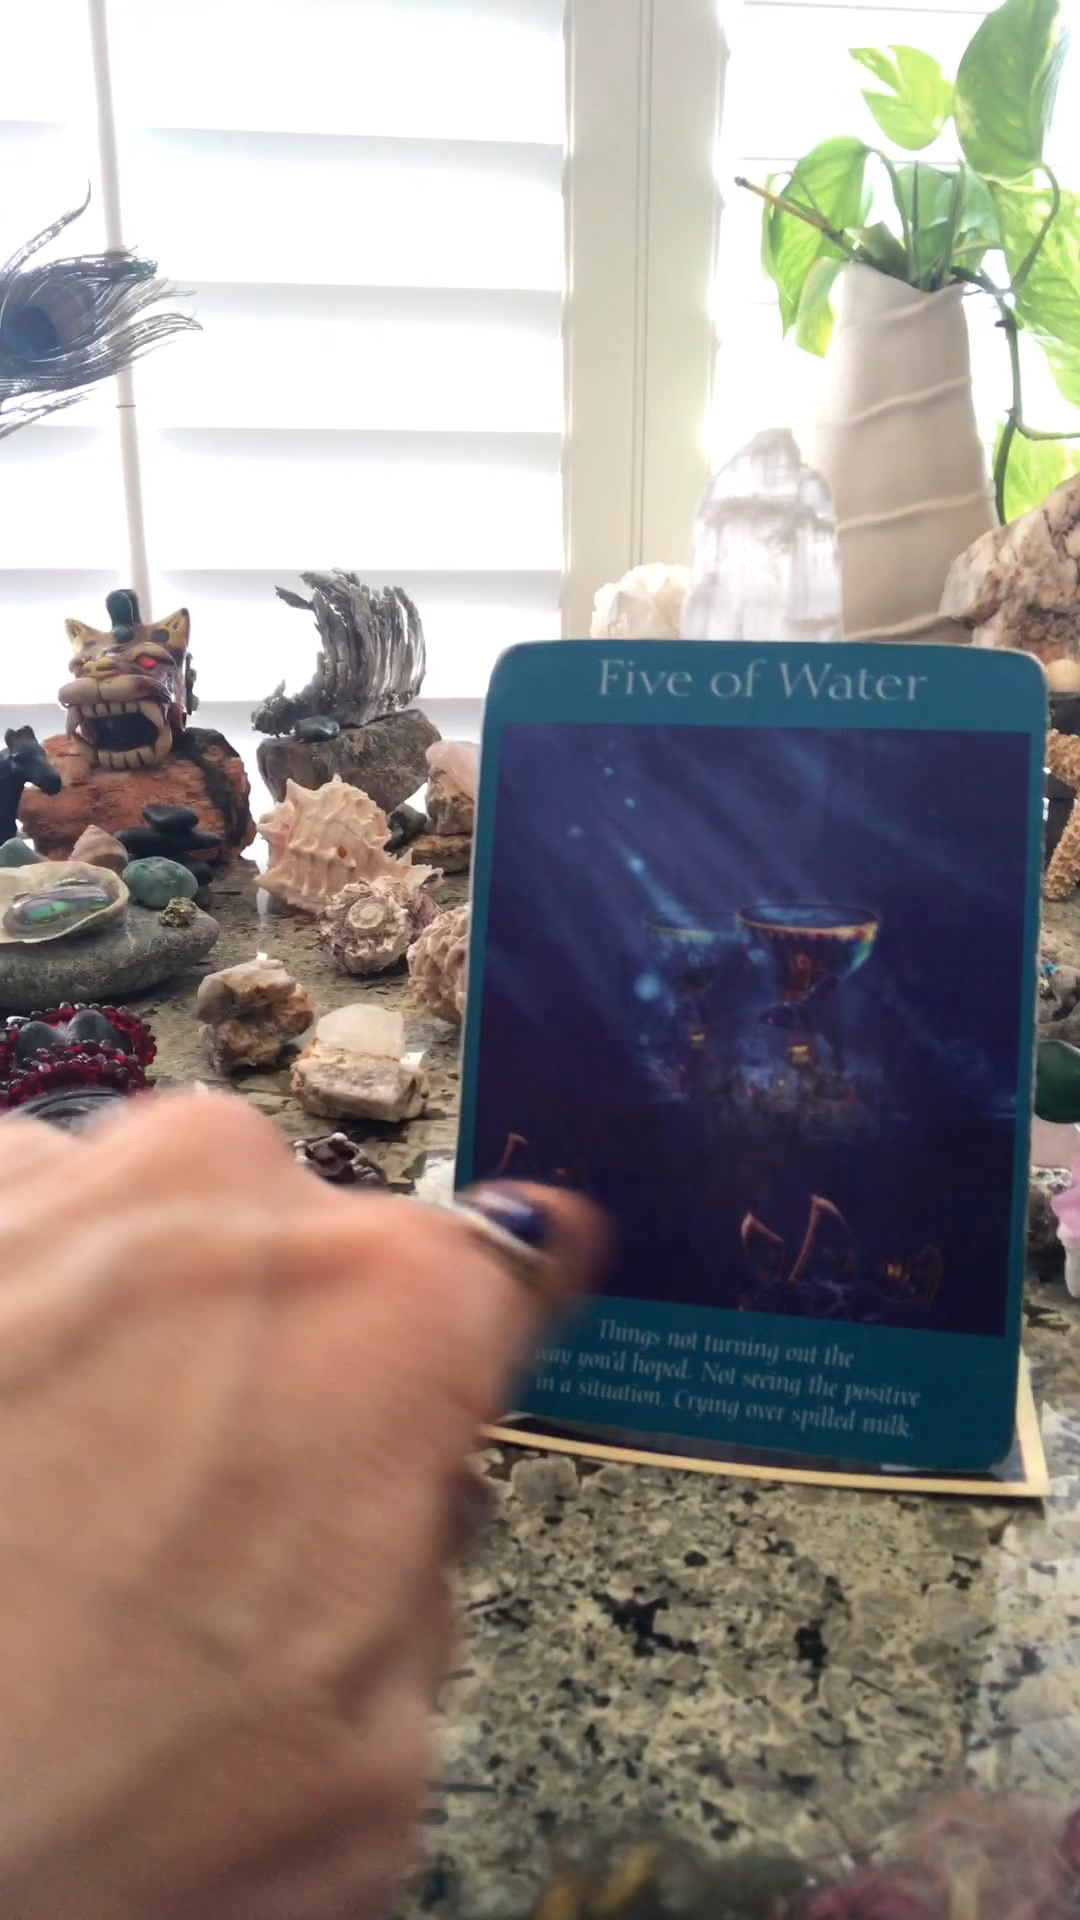 Five of Water
Things not turning out the
way you'd hoped. Not seeing the positive
in a situation. Crying over spilled milk.